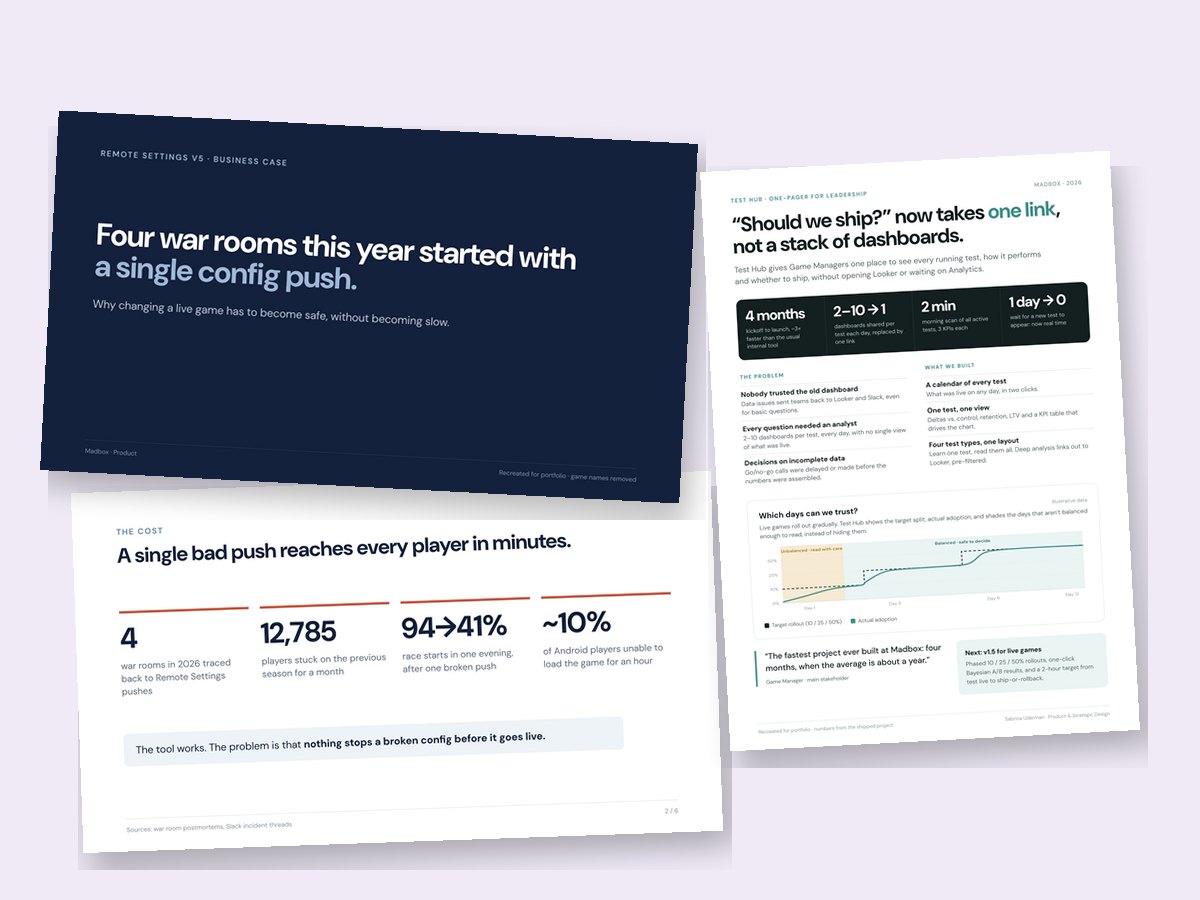 REMOTE SETTINGS V5 · BUSINESS CASE
Four war rooms this year started with
a single config push.
Why changing a live game has to become safe, without becoming slow.
Madbox · Product
Recreated for portfolio · game names removed
THE COST
A single bad push reaches every player in minutes.
4
war rooms in 2026 traced
back to Remote Settings
pushes
12,785
players stuck on the previous
season for a month
94→41%
race starts in one evening,
after one broken push
~10%
of Android players unable to
load the game for an hour
The tool works. The problem is that nothing stops a broken config before it goes live.
Sources: war room postmortems, Slack incident threads
2 / 6
TEST HUB · ONE-PAGER FOR LEADERSHIP
MADBOX · 2026
“Should we ship?” now takes one link,
not a stack of dashboards.
Test Hub gives Game Managers one place to see every running test, how it performs
and whether to ship, without opening Looker or waiting on Analytics.
4 months
kickoff to launch, ~3×
faster than the usual
internal tool
2–10 → 1
dashboards shared per
test each day, replaced by
one link
2 min
morning scan of all active
tests, 3 KPIs each
1 day → 0
wait for a new test to
appear: now real time
THE PROBLEM
Nobody trusted the old dashboard
Data issues sent teams back to Looker and Slack, even
for basic questions.
Every question needed an analyst
2–10 dashboards per test, every day, with no single view
of what was live.
Decisions on incomplete data
Go/no-go calls were delayed or made before the
numbers were assembled.
WHAT WE BUILT
A calendar of every test
What was live on any day, in two clicks.
One test, one view
Deltas vs. control, retention, LTV and a KPI table that
drives the chart.
Four test types, one layout
Learn one test, read them all. Deep analysis links out to
Looker, pre-filtered.
Which days can we trust?
Illustrative data
Live games roll out gradually. Test Hub shows the target split, actual adoption, and shades the days that aren't balanced
enough to read, instead of hiding them.
Unbalanced · read with care
Balanced · safe to decide
50%
25%
10%
0%
Day 1
Day 9
Target rollout (10 / 25 / 50%)
Actual adoption
“The fastest project ever built at Madbox: four
months, when the average is about a year.”
Game Manager · main stakeholder
Next: v1.5 for live games
Phased 10 / 25 / 50% rollouts, one-click
Bayesian A/B results, and a 2-hour target from
test live to ship-or-rollback.
Recreated for portfolio · numbers from the shipped project
Sabrina · Product & Strategic Design